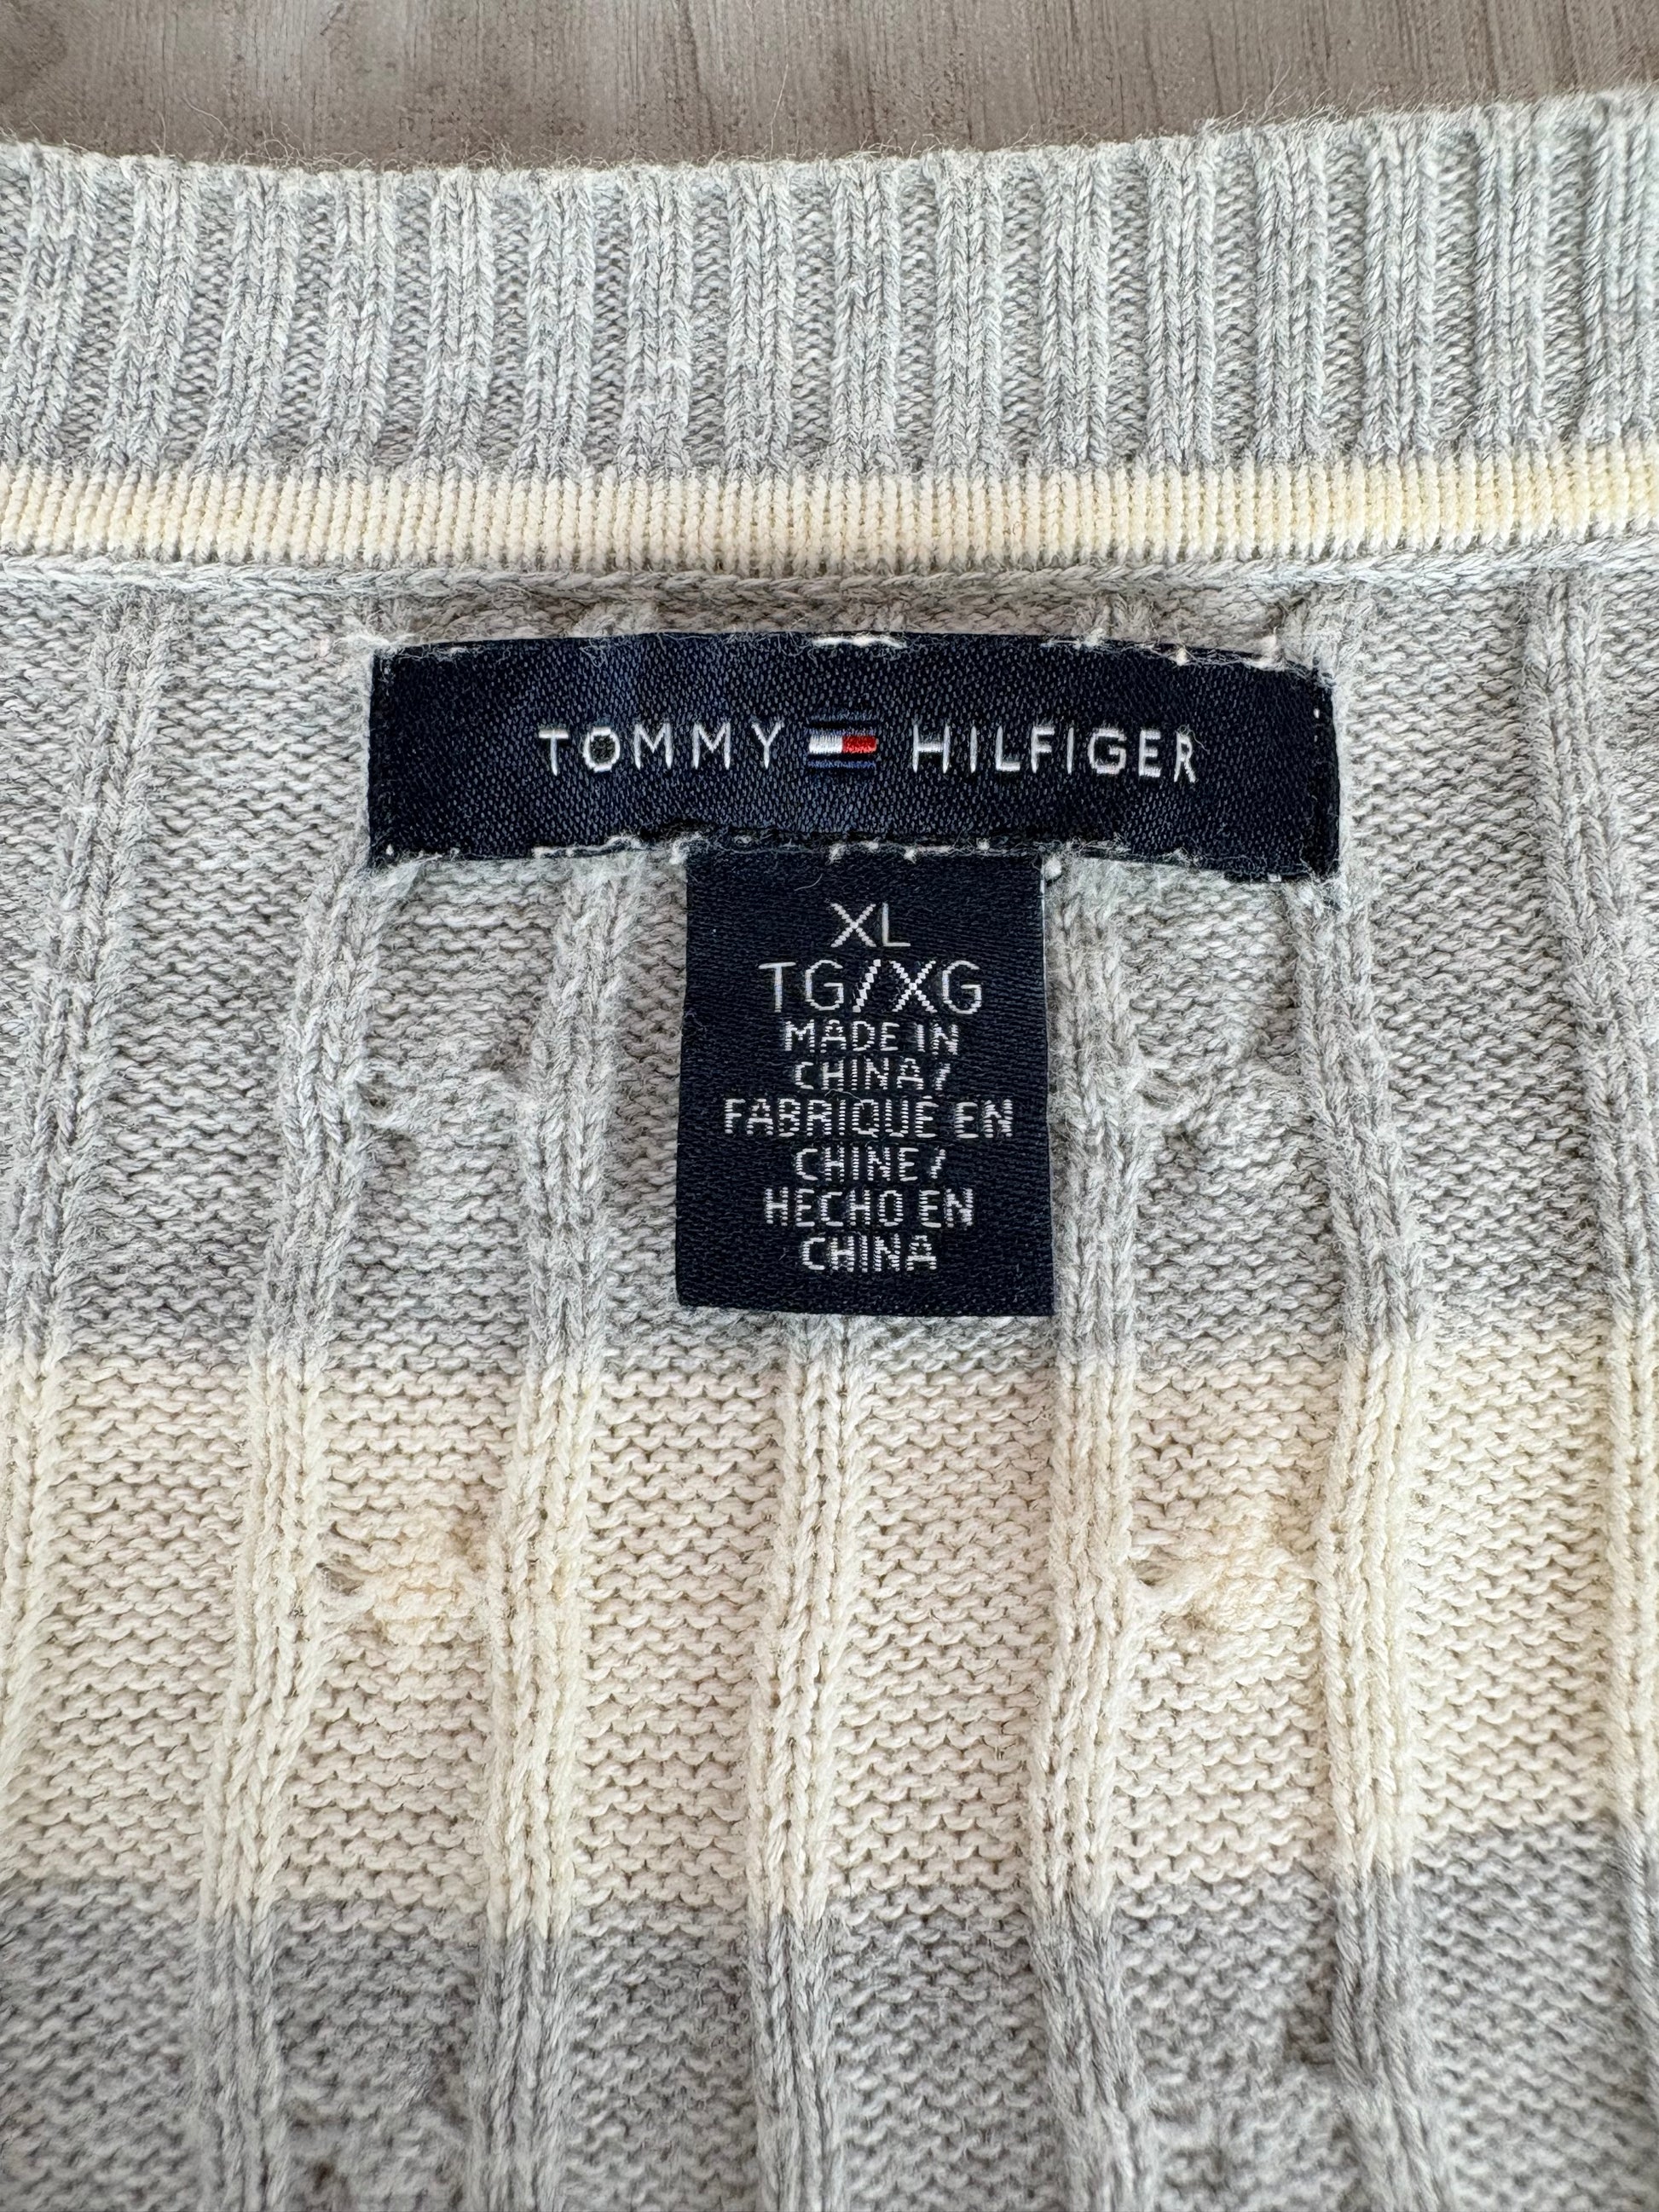 TOMMY HILFIGER
XL
TG/XG
MADE IN
CHINA/
FABRIQUÉ EN
CHINE/
HECHO EN
CHINA